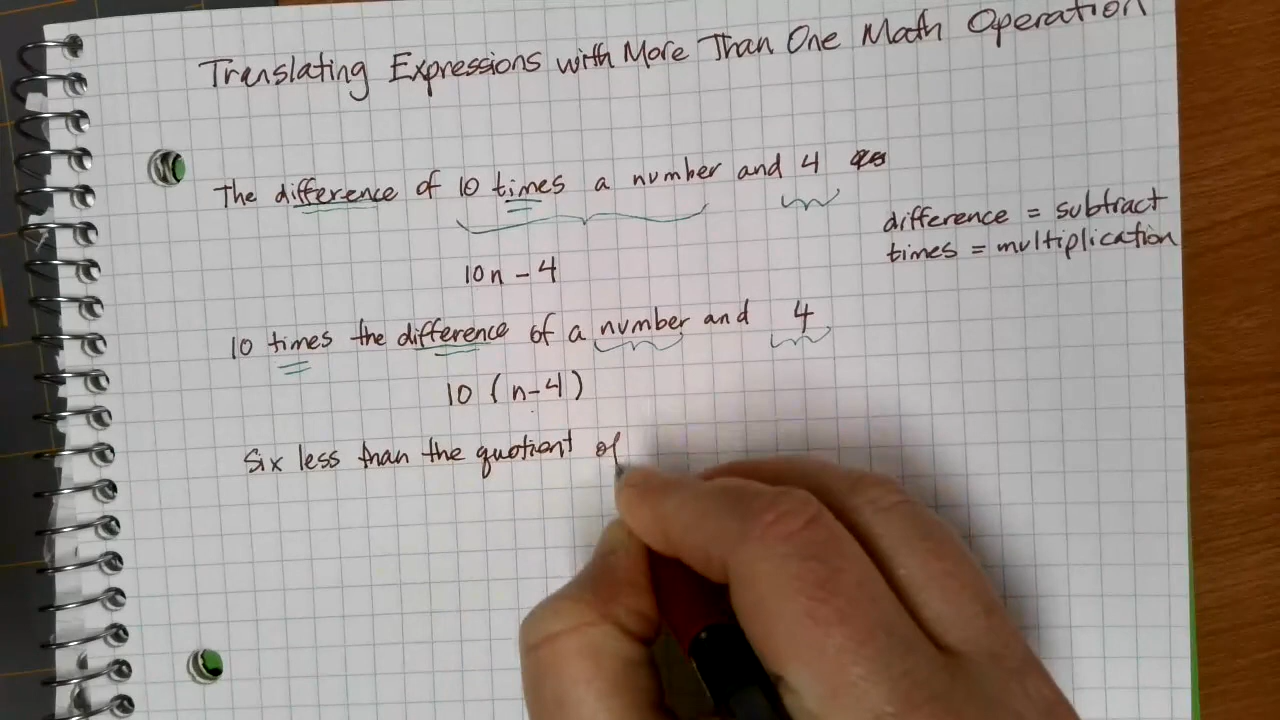 Translating Expressions with More Than One Math Operation
The difference of 10 times a number and 4
difference = subtract
times = multiplication
10n - 4
10 times the difference of a number and 4
10 (n-4)
Six less than the quotient of